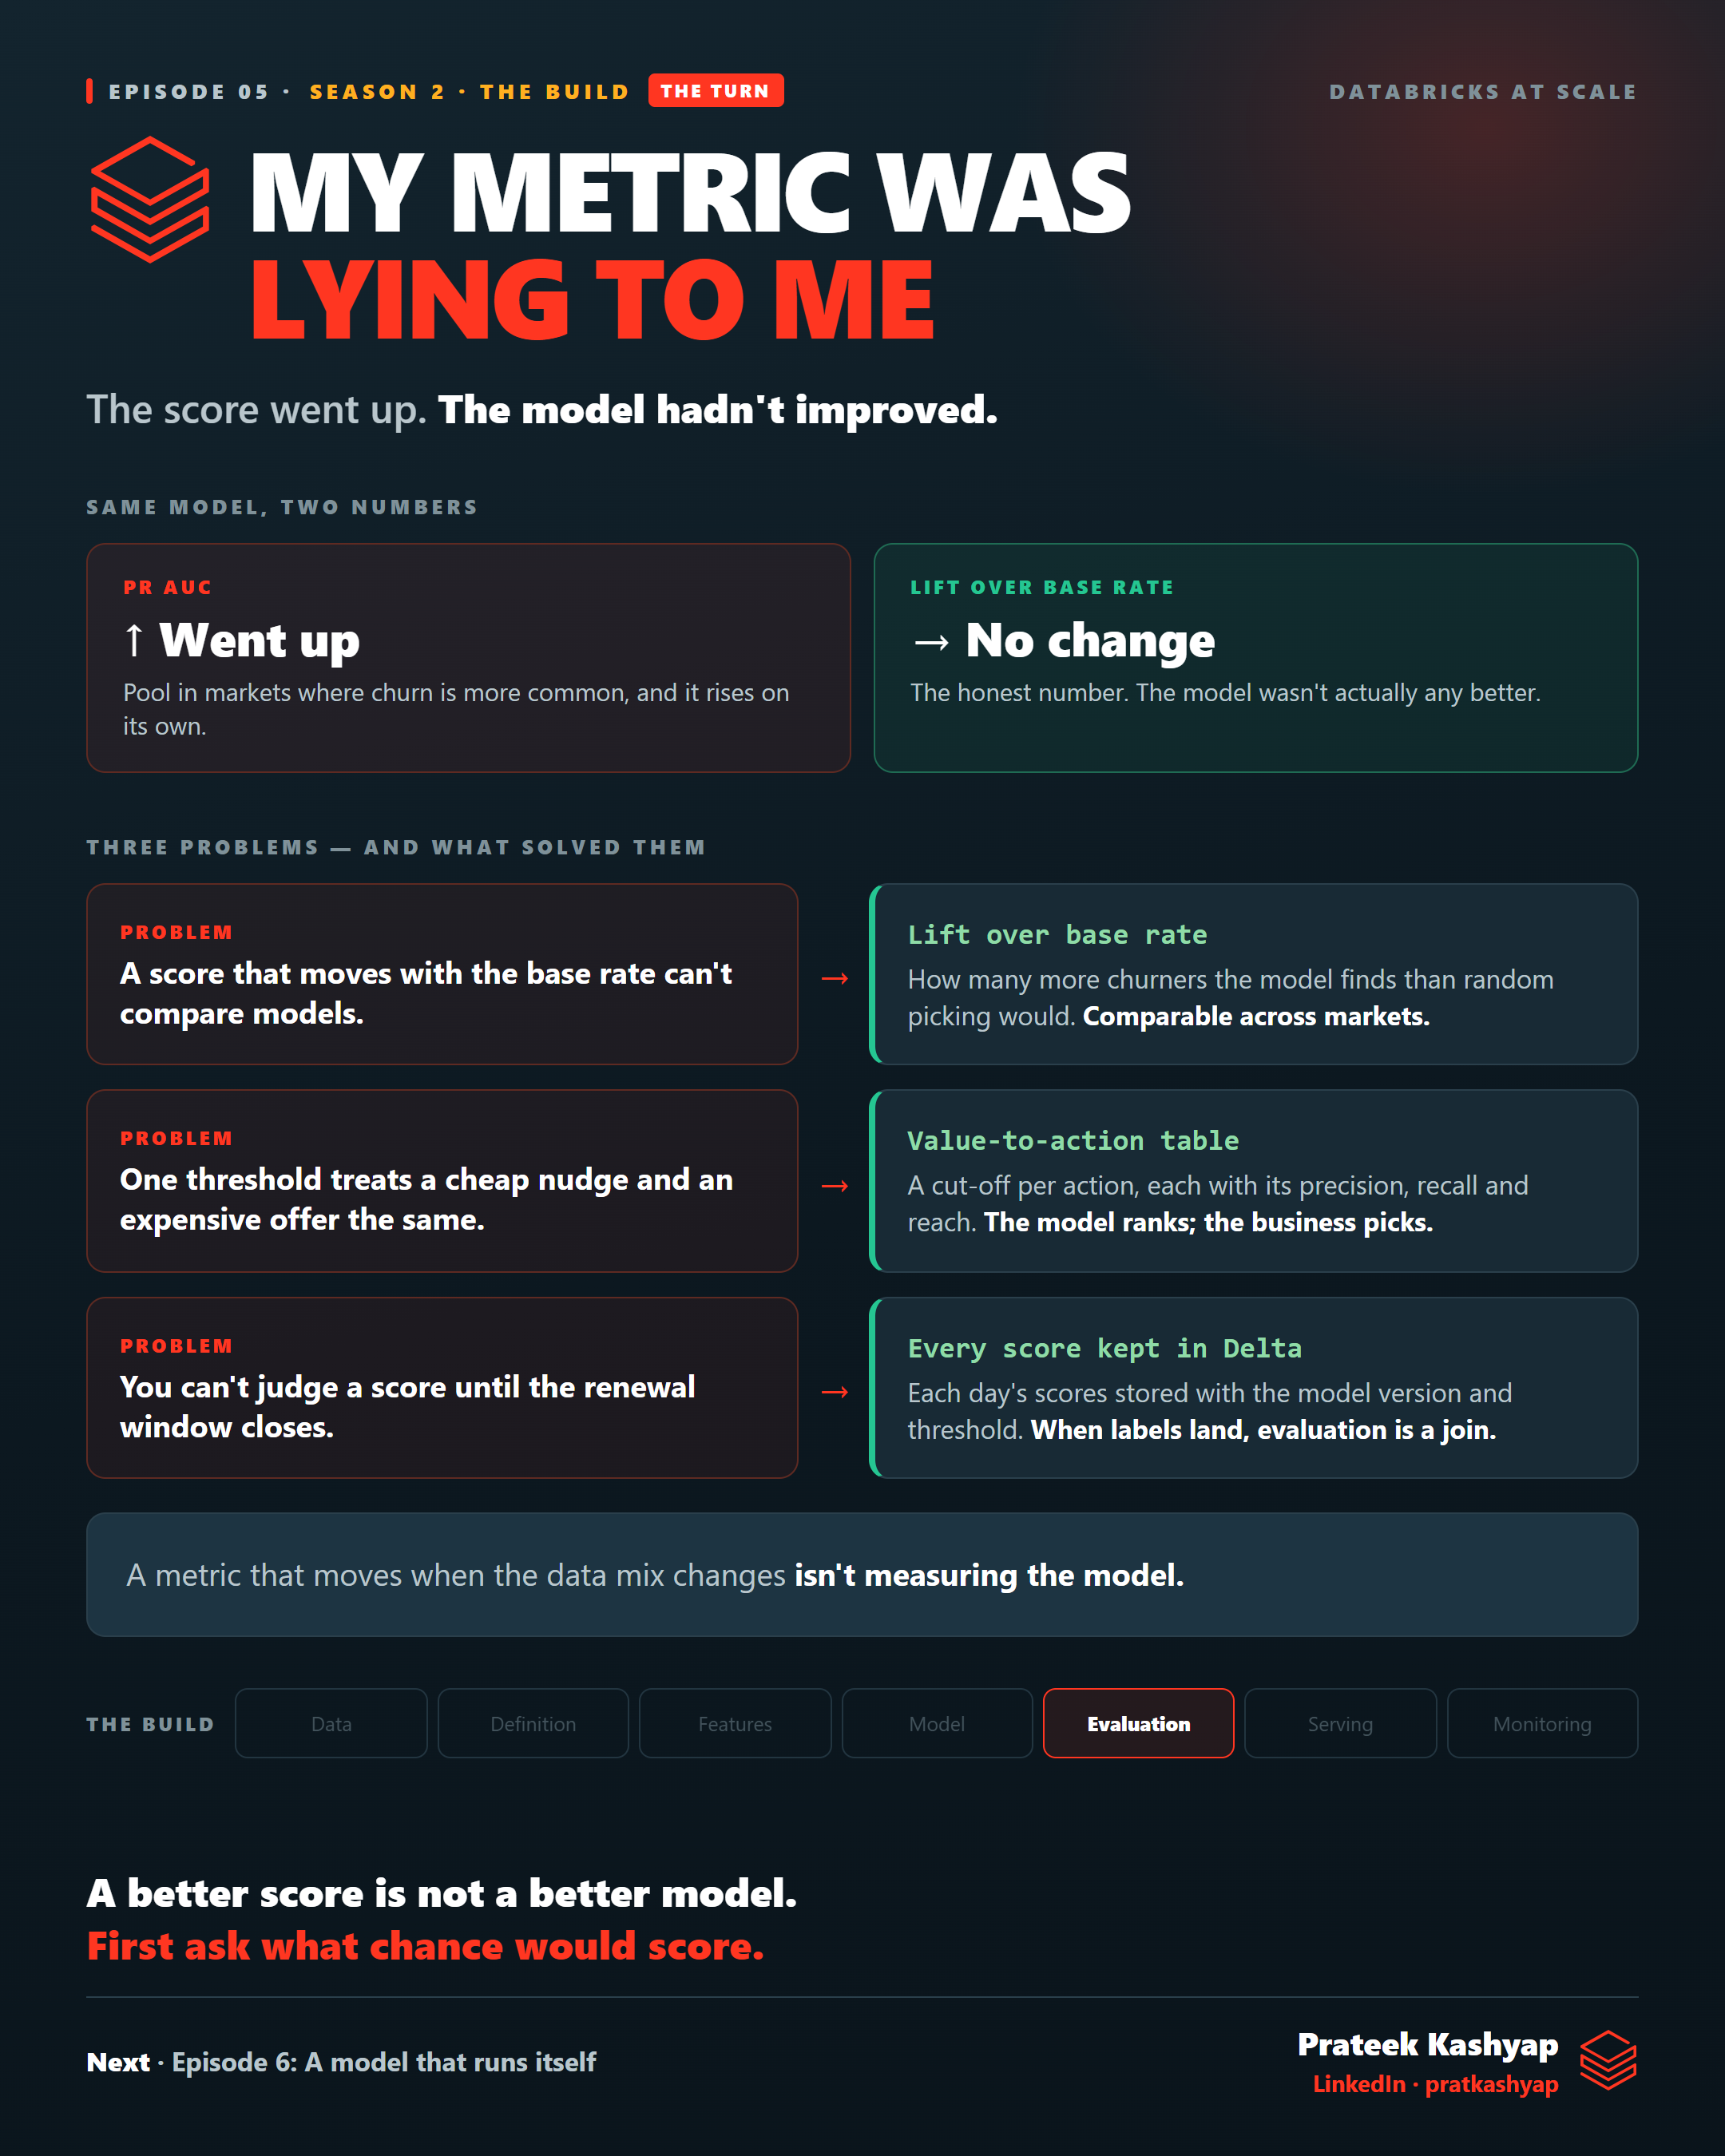 EPISODE 05 · SEASON 2 · THE BUILD THE TURN
DATABRICKS AT SCALE
MY METRIC WAS
LYING TO ME
The score went up. The model hadn't improved.
SAME MODEL, TWO NUMBERS
PR AUC
↑ Went up
Pool in markets where churn is more common, and it rises on
its own.
LIFT OVER BASE RATE
→ No change
The honest number. The model wasn't actually any better.
THREE PROBLEMS — AND WHAT SOLVED THEM
PROBLEM
A score that moves with the base rate can't
compare models.
→
Lift over base rate
How many more churners the model finds than random
picking would. Comparable across markets.
PROBLEM
One threshold treats a cheap nudge and an
expensive offer the same.
→
Value-to-action table
A cut-off per action, each with its precision, recall and
reach. The model ranks; the business picks.
PROBLEM
You can't judge a score until the renewal
window closes.
→
Every score kept in Delta
Each day's scores stored with the model version and
threshold. When labels land, evaluation is a join.
A metric that moves when the data mix changes isn't measuring the model.
THE BUILD
Data
Definition
Features
Model
Evaluation
Serving
Monitoring
A better score is not a better model.
First ask what chance would score.
Next · Episode 6: A model that runs itself
Prateek Kashyap
LinkedIn · pratkashyap